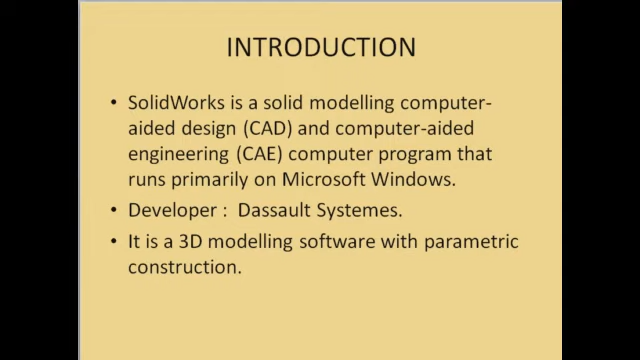 INTRODUCTION
• SolidWorks is a solid modelling computer-
aided design (CAD) and computer-aided
engineering (CAE) computer program that
runs primarily on Microsoft Windows.
• Developer :  Dassault Systemes.
• It is a 3D modelling software with parametric
construction.